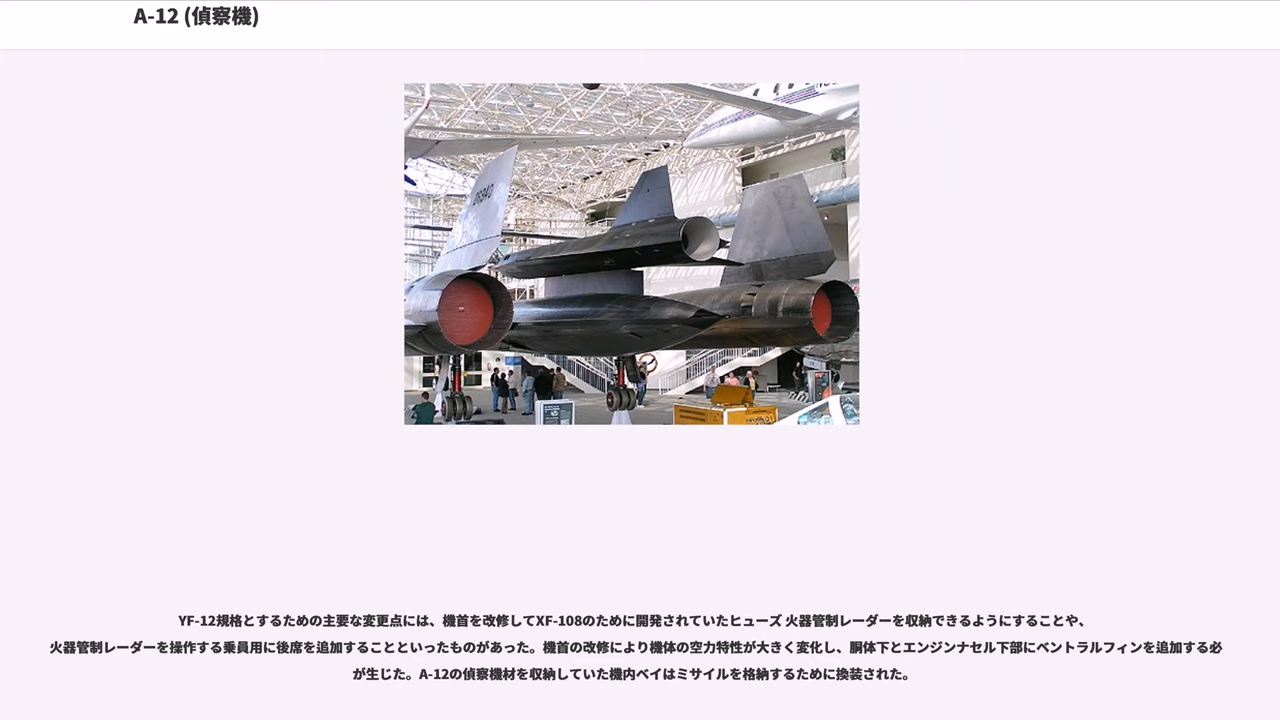 A-12 (偵察機)
YF-12規格とするための主要な変更点には、機首を改修してXF-108のために開発されていたヒューズ 火器管制レーダーを収納できるようにすることや、
火器管制レーダーを操作する乗員用に後席を追加することといったものがあった。機首の改修により機体の空力特性が大きく変化し、胴体下とエンジンナセル下部にベントラルフィンを追加する必
が生じた。A-12の偵察機材を収納していた機内ベイはミサイルを格納するために換装された。